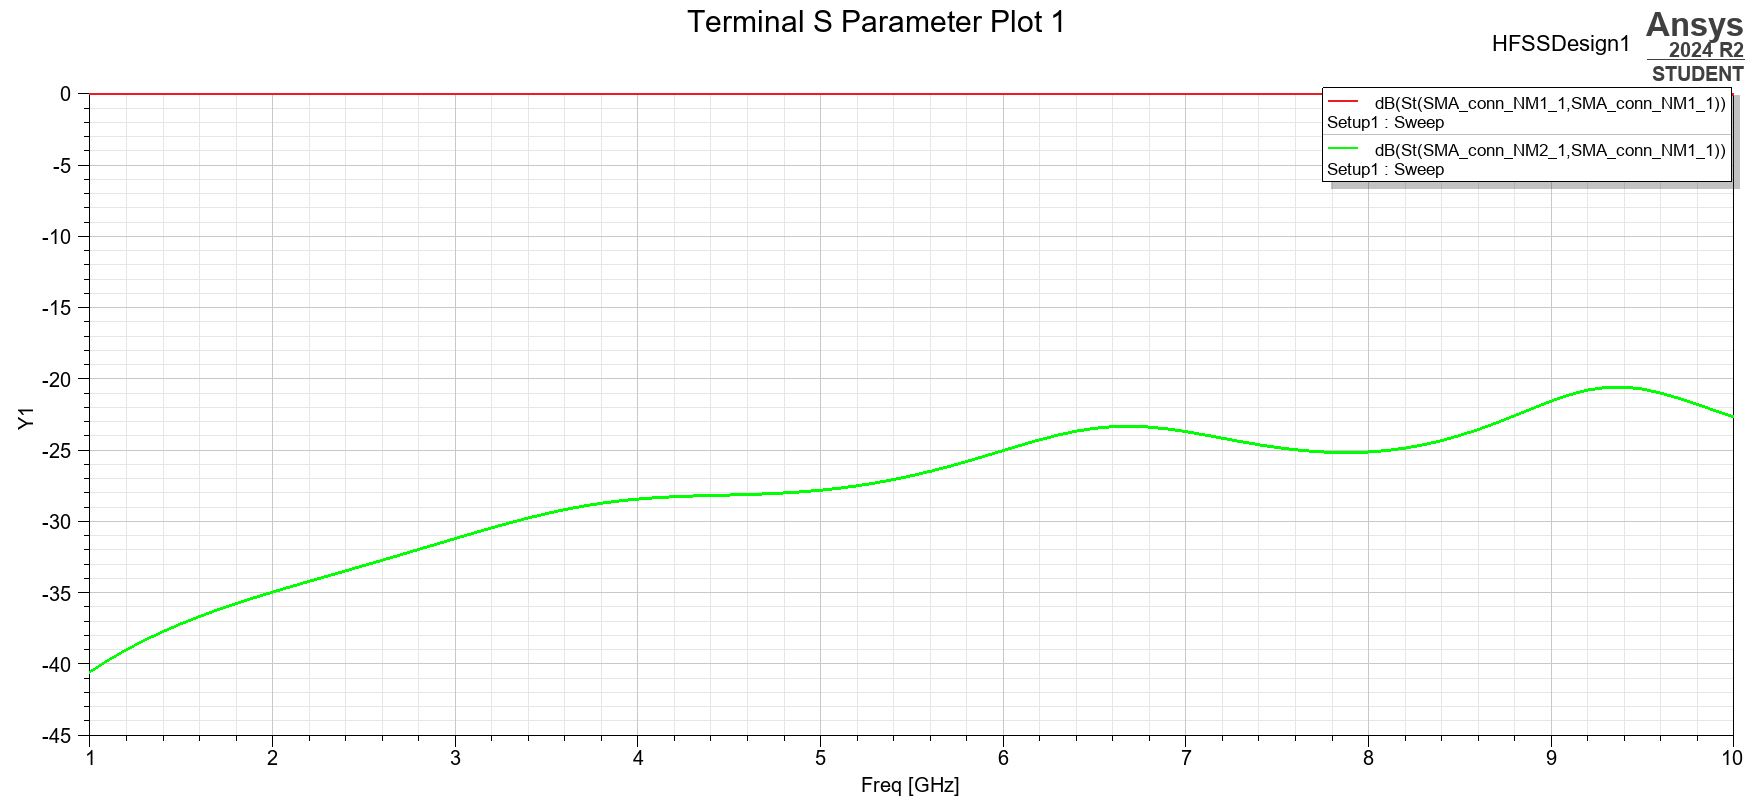 Terminal S Parameter Plot 1
HFSSDesign1
Ansys
2024 R2
STUDENT
dB(St(SMA_conn_NM1_1,SMA_conn_NM1_1))
Setup1 : Sweep
dB(St(SMA_conn_NM2_1,SMA_conn_NM1_1))
Setup1 : Sweep
Y1
0
-5
-10
-15
-20
-25
-30
-35
-40
-45
1 2 3 4 5 6 7 8 9 10
Freq [GHz]